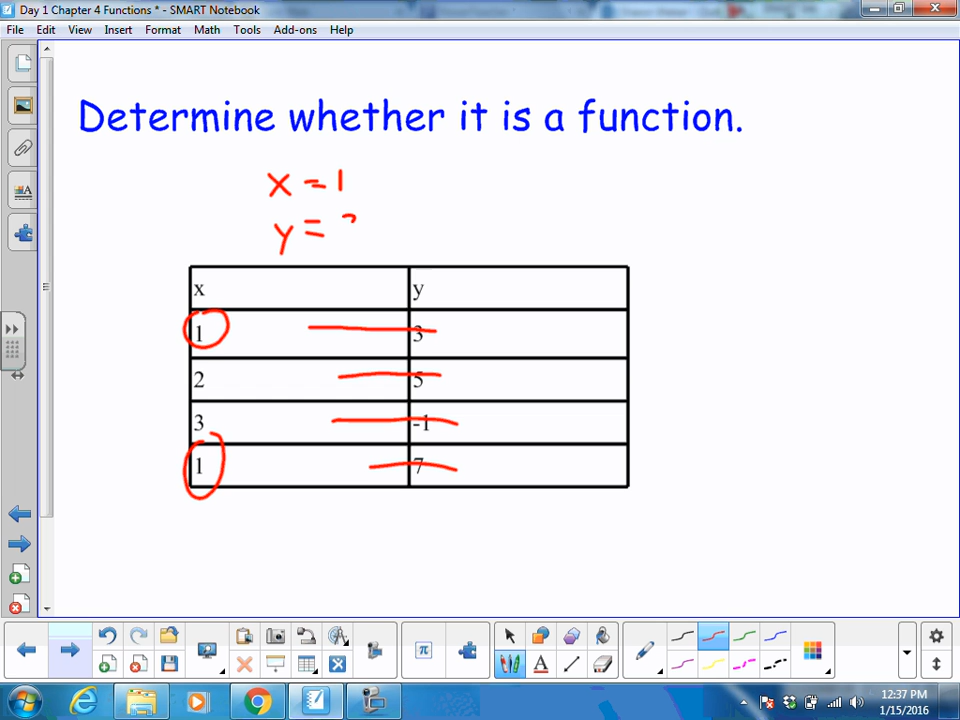 Day 1 Chapter 4 Functions * - SMART Notebook
File Edit View Insert Format Math Tools Add-ons Help
Determine whether it is a function.
x = 1
y = ?
x y
1 3
2 5
3 -1
1 7
12:37 PM
1/15/2016